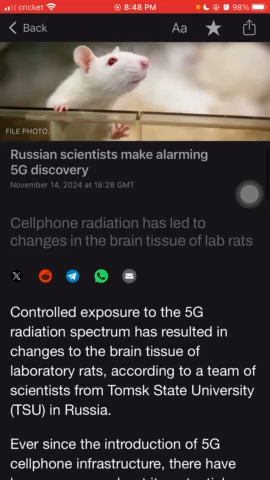 cricket
8:48 PM
98%
Back
Aa
FILE PHOTO.
Russian scientists make alarming
5G discovery
November 14, 2024 at 18:28 GMT
Cellphone radiation has led to
changes in the brain tissue of lab rats
Controlled exposure to the 5G
radiation spectrum has resulted in
changes to the brain tissue of
laboratory rats, according to a team of
scientists from Tomsk State University
(TSU) in Russia.
Ever since the introduction of 5G
cellphone infrastructure, there have